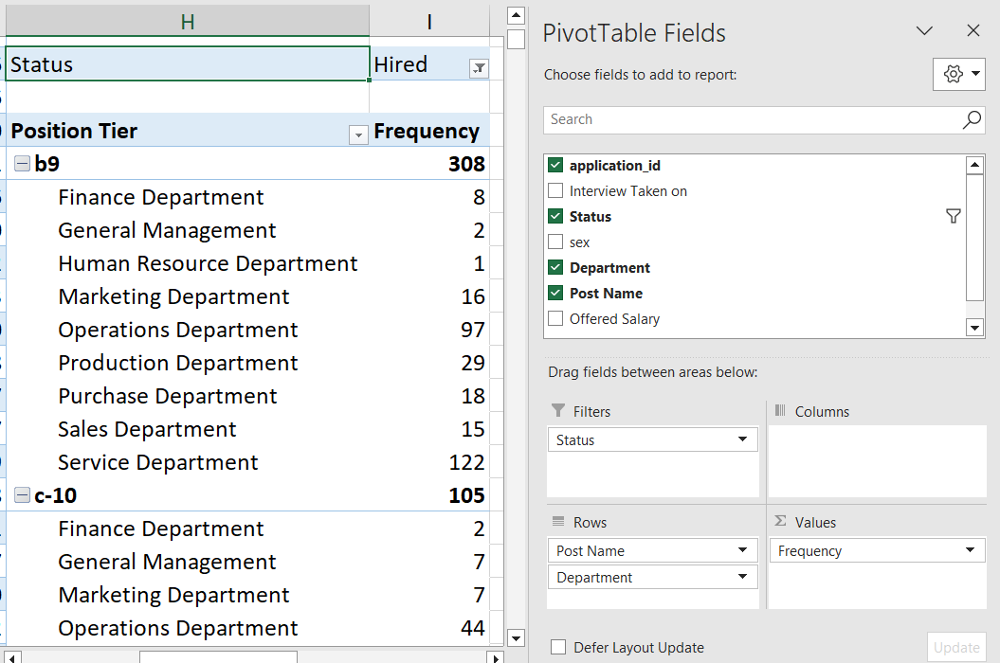 H I
Status Hired
Position Tier Frequency
b9 308
Finance Department 8
General Management 2
Human Resource Department 1
Marketing Department 16
Operations Department 97
Production Department 29
Purchase Department 18
Sales Department 15
Service Department 122
c-10 105
Finance Department 2
General Management 7
Marketing Department 7
Operations Department 44
PivotTable Fields
Choose fields to add to report:
Search
application_id
Interview Taken on
Status
sex
Department
Post Name
Offered Salary
Drag fields between areas below:
Filters
Status
Columns
Rows
Post Name
Department
Σ Values
Frequency
Defer Layout Update
Update